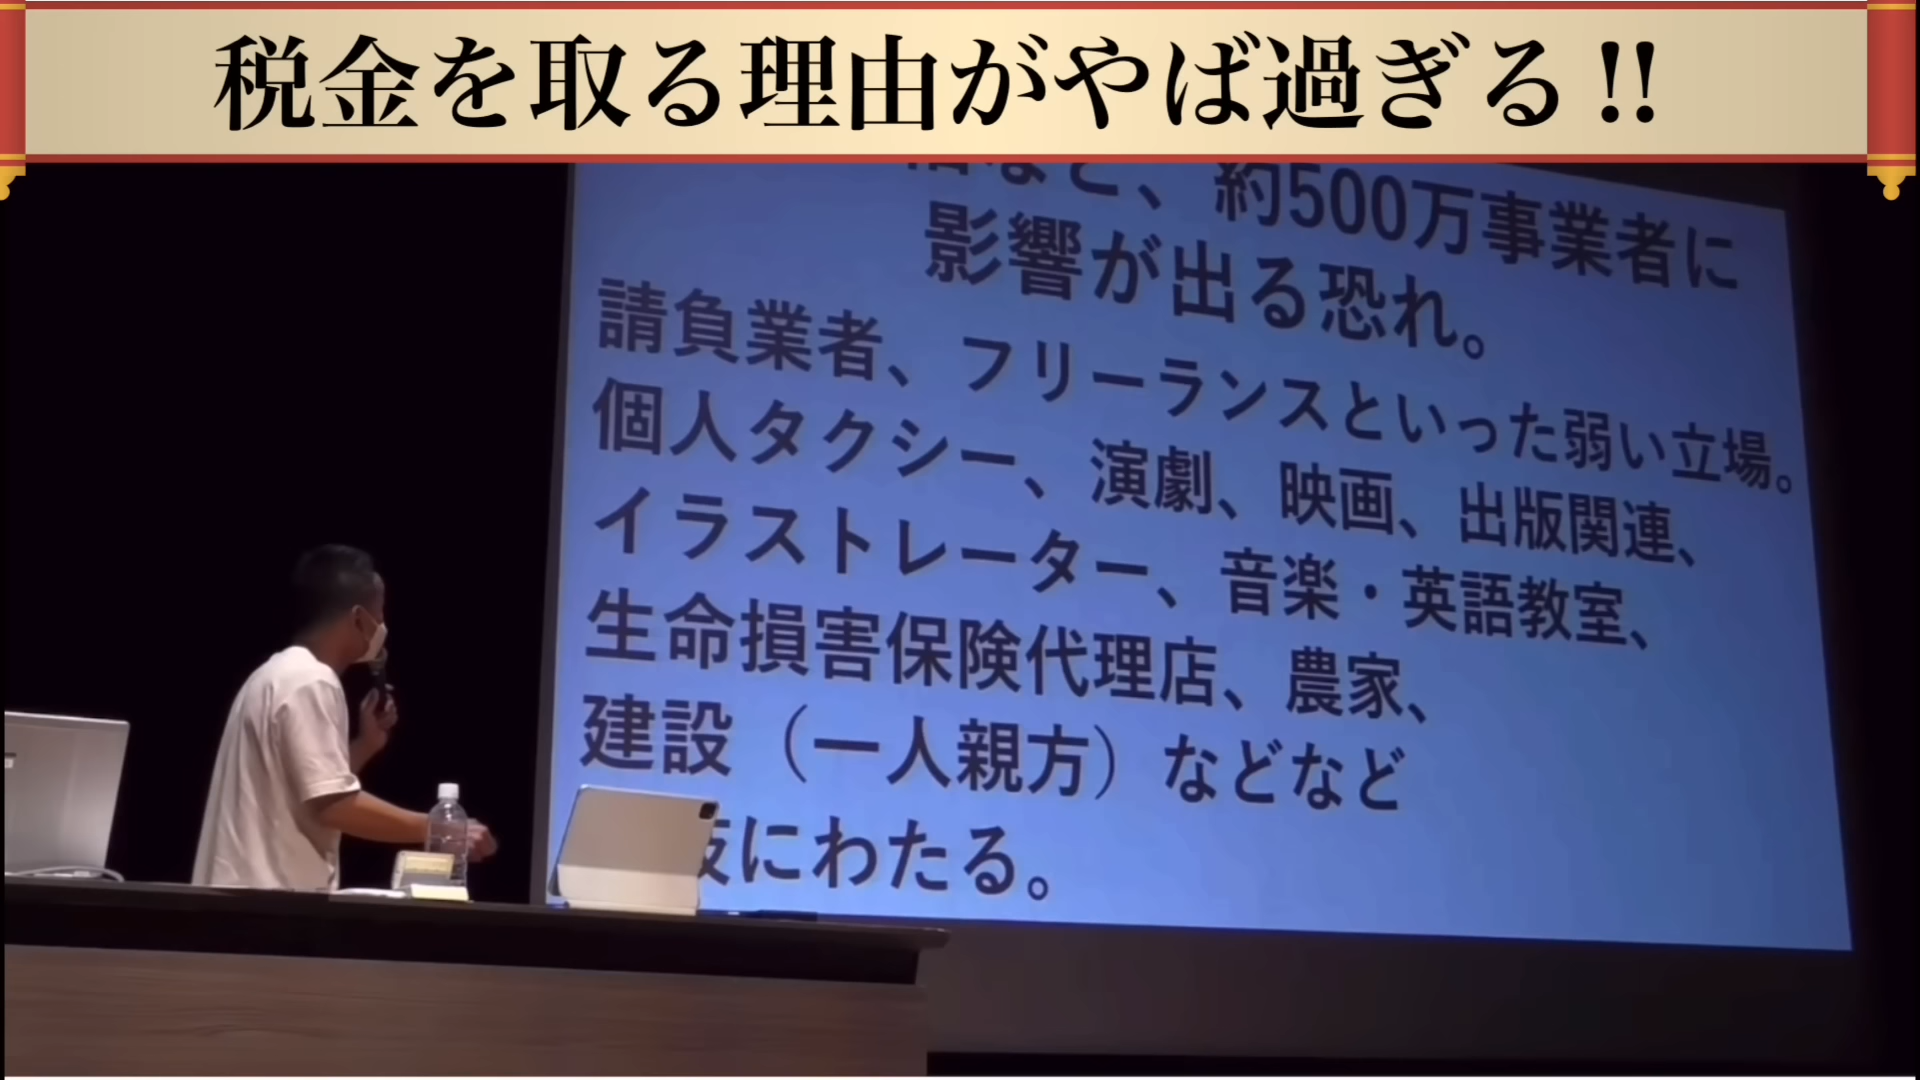 税金を取る理由がやば過ぎる!!
など、約500万事業者に
影響が出る恐れ。
請負業者、フリーランスといった弱い立場。
個人タクシー、演劇、映画、出版関連、
イラストレーター、音楽・英語教室、
生命損害保険代理店、農家、
建設(一人親方)などなど
にわたる。